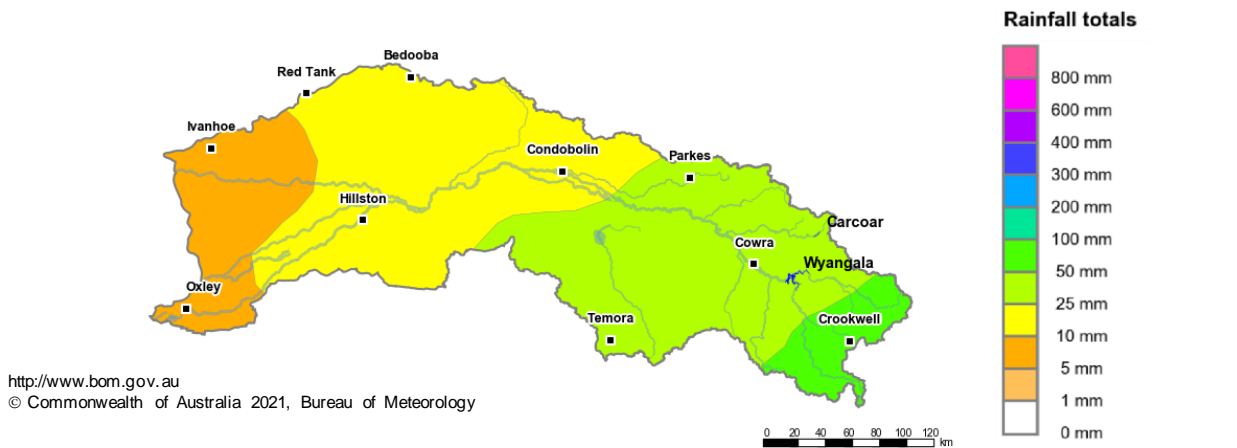 Rainfall totals
Bedooba
Red Tank
Ivanhoe
Condobolin
Parkes
Hillston
Carcoar
Cowra
Wyangala
Oxley
Temora
Crookwell
800 mm
600 mm
400 mm
300 mm
200 mm
100 mm
50 mm
25 mm
10 mm
5 mm
1 mm
0 mm
http://www.bom.gov.au
© Commonwealth of Australia 2021, Bureau of Meteorology
0 20 40 60 80 100 120
km